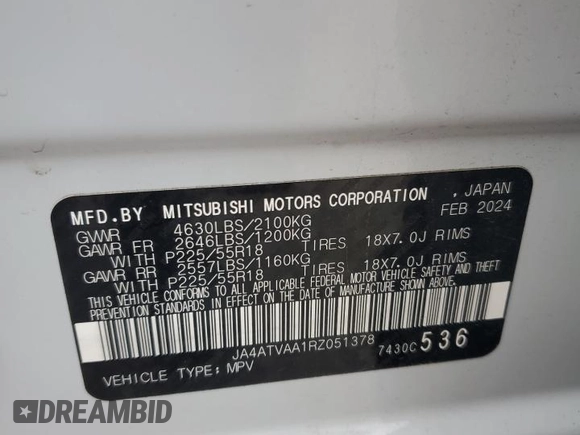 MFD.BY MITSUBISHI MOTORS CORPORATION , JAPAN
FEB 2024
GVWR 4630LBS/2100KG
GAWR FR 2646LBS/1200KG
WITH P225/55R18 TIRES 18X7.0J RIMS
GAWR RR 2557LBS/1160KG
WITH P225/55R18 TIRES 18X7.0J RIMS
THIS VEHICLE CONFORMS TO ALL APPLICABLE FEDERAL MOTOR VEHICLE SAFETY AND THEFT
PREVENTION STANDARDS IN EFFECT ON THE DATE OF MANUFACTURE SHOWN ABOVE.
JA4ATVAA1RZ051378 7430C 536
VEHICLE TYPE: MPV
DREAMBID